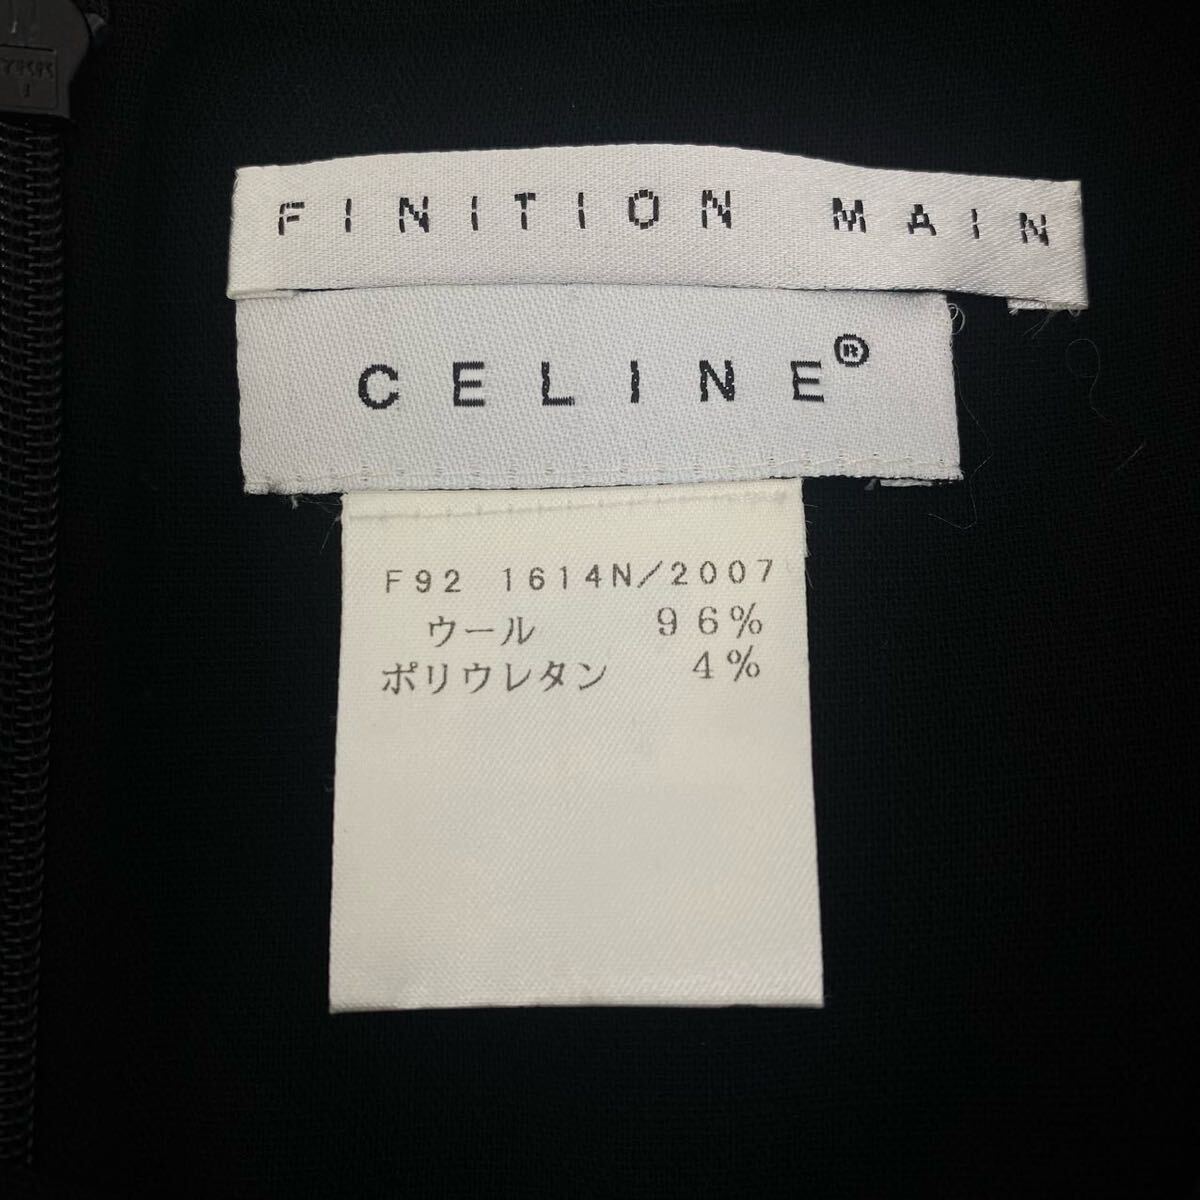 FINITION MAIN
CELINE®
F92 1614N/2007
ウール 96%
ポリウレタン 4%